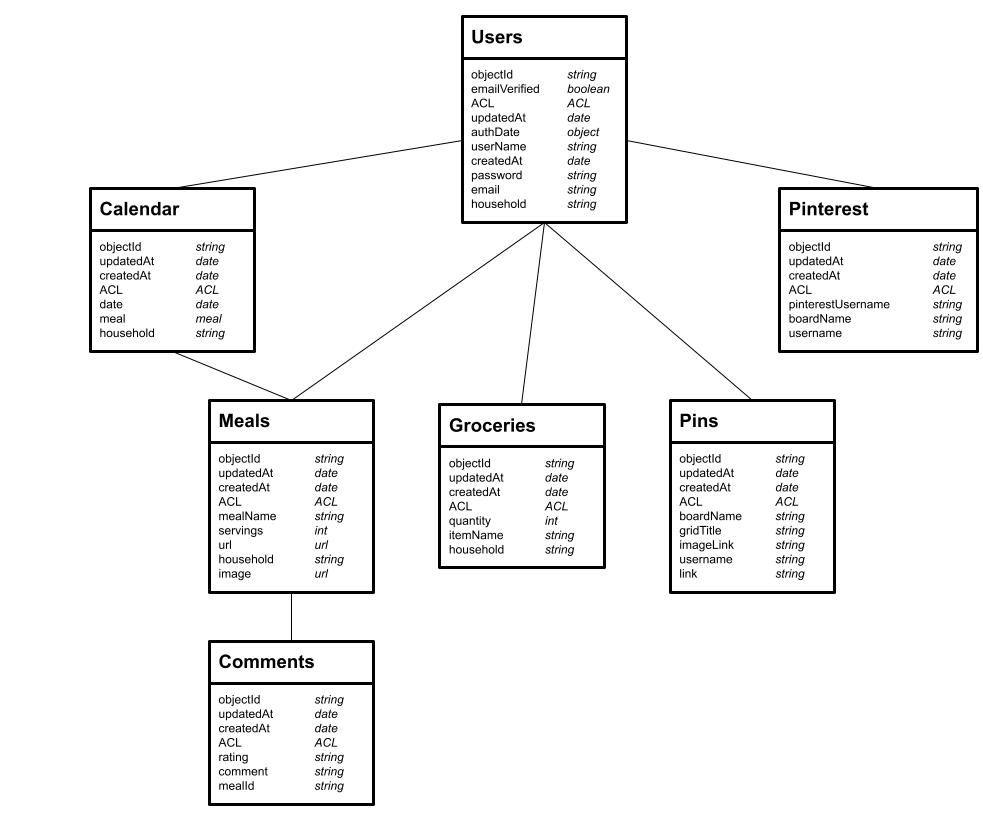 Users
objectId string
emailVerified boolean
ACL ACL
updatedAt date
authDate object
userName string
createdAt date
password string
email string
household string
Calendar
objectId string
updatedAt date
createdAt date
ACL ACL
date date
meal meal
household string
Pinterest
objectId string
updatedAt date
createdAt date
ACL ACL
pinterestUsername string
boardName string
username string
Meals
objectId string
updatedAt date
createdAt date
ACL ACL
mealName string
servings int
url url
household string
image url
Groceries
objectId string
updatedAt date
createdAt date
ACL ACL
quantity int
itemName string
household string
Pins
objectId string
updatedAt date
createdAt date
ACL ACL
boardName string
gridTitle string
imageLink string
username string
link string
Comments
objectId string
updatedAt date
createdAt date
ACL ACL
rating string
comment string
mealId string